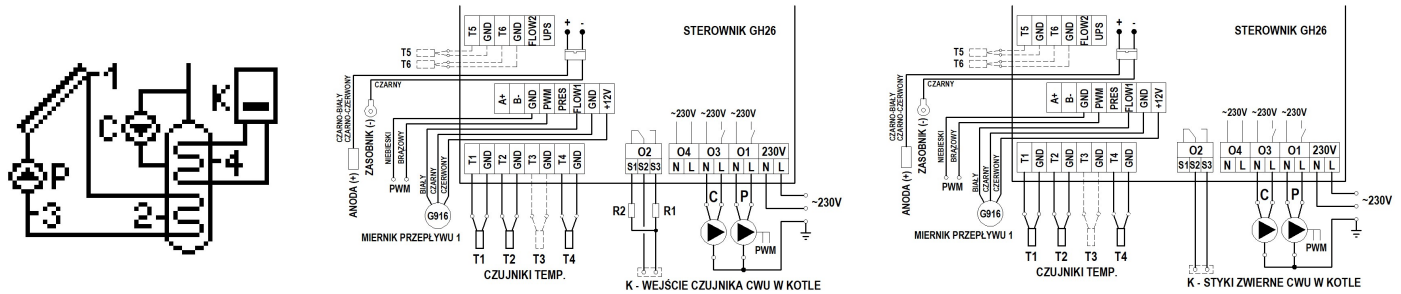 1
K
C
4
P
3
2
+ -
STEROWNIK GH26
T5 GND T6 GND FLOW2 UPS
T5
T6
CZARNY
CZARNO-BIAŁY
CZARNO-CZERWONY
ZASOBNIK (-)
ANODA (+)
A+ B- GND PWM PRES FLOW1 GND +12V
NIEBIESKI
BRĄZOWY
PWM
BIAŁY
CZARNY
CZERWONY
G916
MIERNIK PRZEPŁYWU 1
T1 GND T2 GND T3 GND T4 GND
T1 T2 T3 T4
CZUJNIKI TEMP.
~230V ~230V ~230V
O2 O4 O3 O1 230V
S1 S2 S3 N L N L N L N L
R2 R1
C P
~230V
PWM
K - WEJŚCIE CZUJNIKA CWU W KOTLE
+ -
STEROWNIK GH26
T5 GND T6 GND FLOW2 UPS
T5
T6
CZARNY
CZARNO-BIAŁY
CZARNO-CZERWONY
ZASOBNIK (-)
ANODA (+)
A+ B- GND PWM PRES FLOW1 GND +12V
NIEBIESKI
BRĄZOWY
PWM
BIAŁY
CZARNY
CZERWONY
G916
MIERNIK PRZEPŁYWU 1
T1 GND T2 GND T3 GND T4 GND
T1 T2 T3 T4
CZUJNIKI TEMP.
~230V ~230V ~230V
O2 O4 O3 O1 230V
S1 S2 S3 N L N L N L N L
C P
~230V
PWM
K - STYKI ZWIERNE CWU W KOTLE